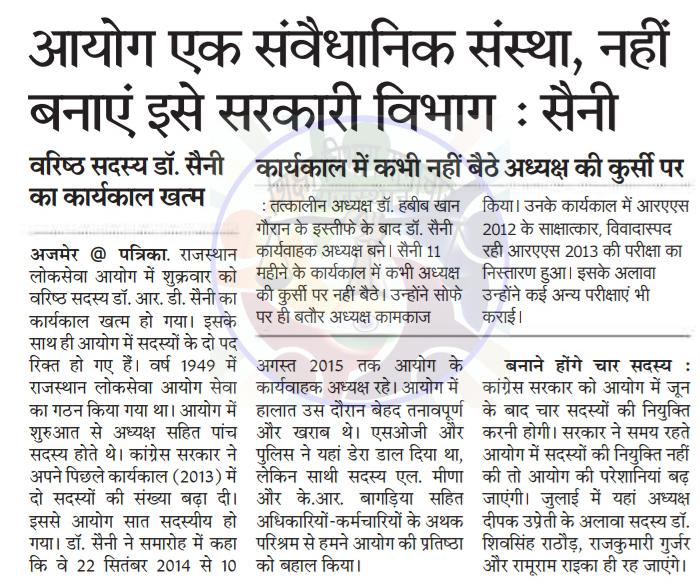 आयोग एक संवैधानिक संस्था, नहीं
बनाएं इसे सरकारी विभाग : सैनी
वरिष्ठ सदस्य डॉ. सैनी
का कार्यकाल खत्म
अजमेर @ पत्रिका. राजस्थान
लोकसेवा आयोग में शुक्रवार को
वरिष्ठ सदस्य डॉ. आर. डी. सैनी का
कार्यकाल खत्म हो गया। इसके
साथ ही आयोग में सदस्यों के दो पद
रिक्त हो गए हैं। वर्ष 1949 में
राजस्थान लोकसेवा आयोग सेवा
का गठन किया गया था। आयोग में
शुरुआत से अध्यक्ष सहित पांच
सदस्य होते थे। कांग्रेस सरकार ने
अपने पिछले कार्यकाल (2013) में
दो सदस्यों की संख्या बढ़ा दी।
इससे आयोग सात सदस्यीय हो
गया। डॉ. सैनी ने समारोह में कहा
कि वे 22 सितंबर 2014 से 10
कार्यकाल में कभी नहीं बैठे अध्यक्ष की कुर्सी पर
: तत्कालीन अध्यक्ष डॉ. हबीब खान
गौरान के इस्तीफे के बाद डॉ. सैनी
कार्यवाहक अध्यक्ष बने। सैनी 11
महीने के कार्यकाल में कभी अध्यक्ष
की कुर्सी पर नहीं बैठे। उन्होंने सोफे
पर ही बतौर अध्यक्ष कामकाज
किया। उनके कार्यकाल में आरएएस
2012 के साक्षात्कार, विवादास्पद
रही आरएएस 2013 की परीक्षा का
निस्तारण हुआ। इसके अलावा
उन्होंने कई अन्य परीक्षाएं भी
कराई।
अगस्त 2015 तक आयोग के
कार्यवाहक अध्यक्ष रहे। आयोग में
हालात उस दौरान बेहद तनावपूर्ण
और खराब थे। एसओजी और
पुलिस ने यहां डेरा डाल दिया था,
लेकिन साथी सदस्य एल. मीणा
और के.आर. बागड़िया सहित
अधिकारियों-कर्मचारियों के अथक
परिश्रम से हमने आयोग की प्रतिष्ठा
को बहाल किया।
बनाने होंगे चार सदस्य :
कांग्रेस सरकार को आयोग में जून
के बाद चार सदस्यों की नियुक्ति
करनी होगी। सरकार ने समय रहते
आयोग में सदस्यों की नियुक्ति नहीं
की तो आयोग की परेशानियां बढ़
जाएंगी। जुलाई में यहां अध्यक्ष
दीपक उप्रेती के अलावा सदस्य डॉ.
शिवसिंह राठौड़, राजकुमारी गुर्जर
और रामूराम राइका ही रह जाएंगे।